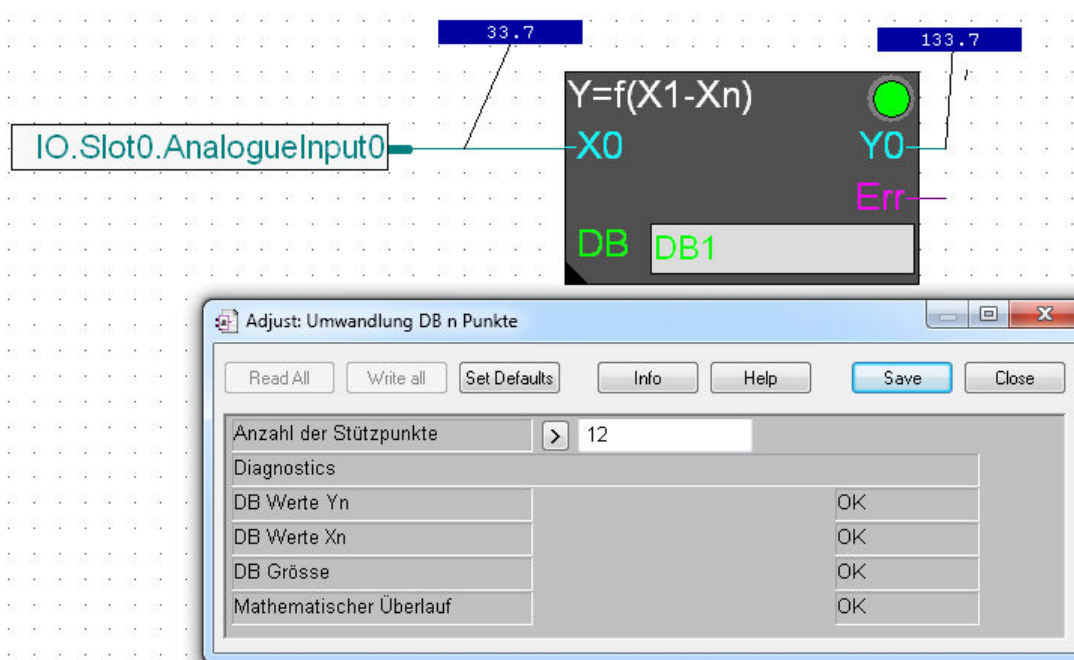 33.7
133.7
Y=f(X1-Xn)
IO.Slot0.AnalogueInput0
X0
Y0
Err
DB
DB1
Adjust: Umwandlung DB n Punkte
Read All
Write all
Set Defaults
Info
Help
Save
Close
Anzahl der Stützpunkte
>
12
Diagnostics
DB Werte Yn
OK
DB Werte Xn
OK
DB Grösse
OK
Mathematischer Überlauf
OK